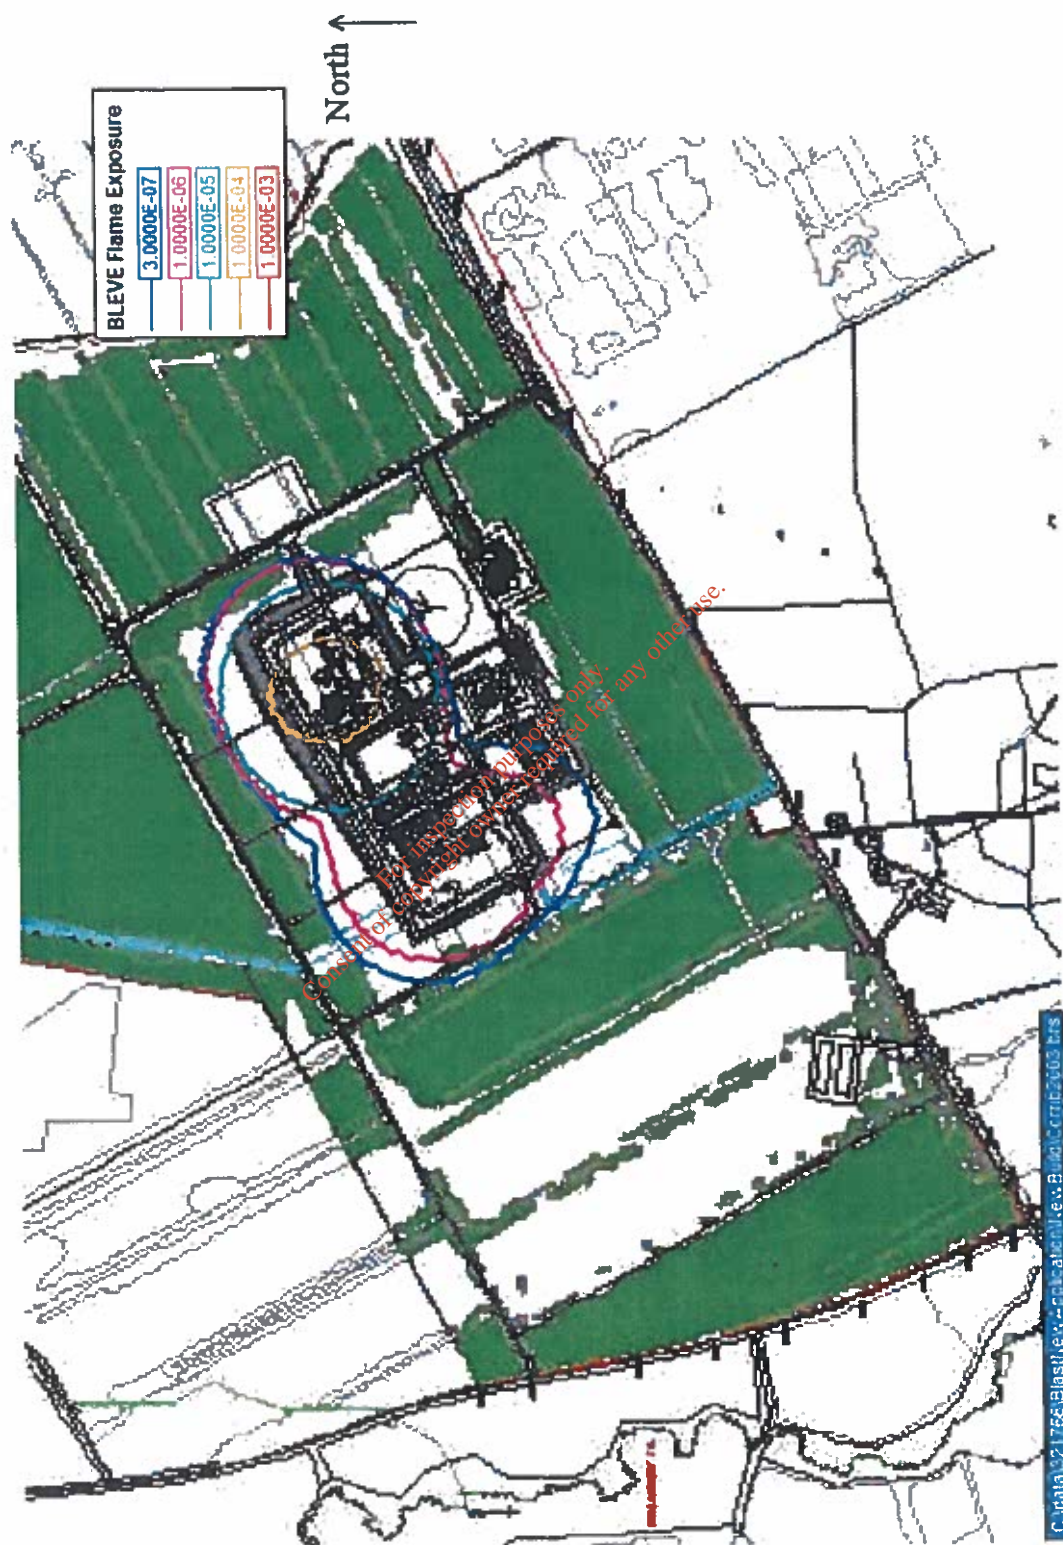 North
BLEVE Flame Exposure
3.0000E-07
1.0000E-06
1.0000E-05
1.0000E-04
1.0000E-03
For inspection purposes only.
Consent of copyright owner required for any other use.